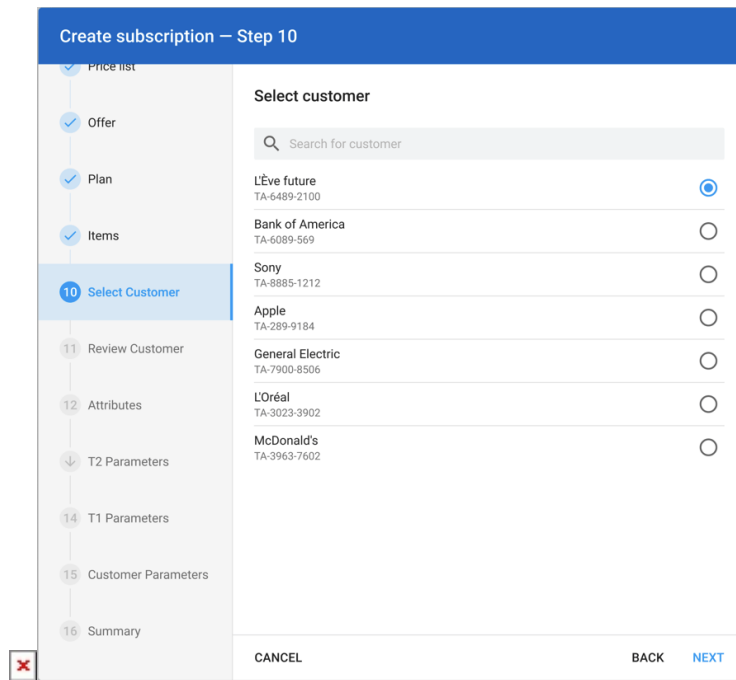 Create subscription — Step 10
Price list
Offer
Plan
Items
10 Select Customer
11 Review Customer
12 Attributes
T2 Parameters
14 T1 Parameters
15 Customer Parameters
16 Summary
Select customer
Search for customer
L'Ève future
TA-6489-2100
Bank of America
TA-6089-569
Sony
TA-8885-1212
Apple
TA-289-9184
General Electric
TA-7900-8506
L'Oréal
TA-3023-3902
McDonald's
TA-3963-7602
CANCEL
BACK
NEXT